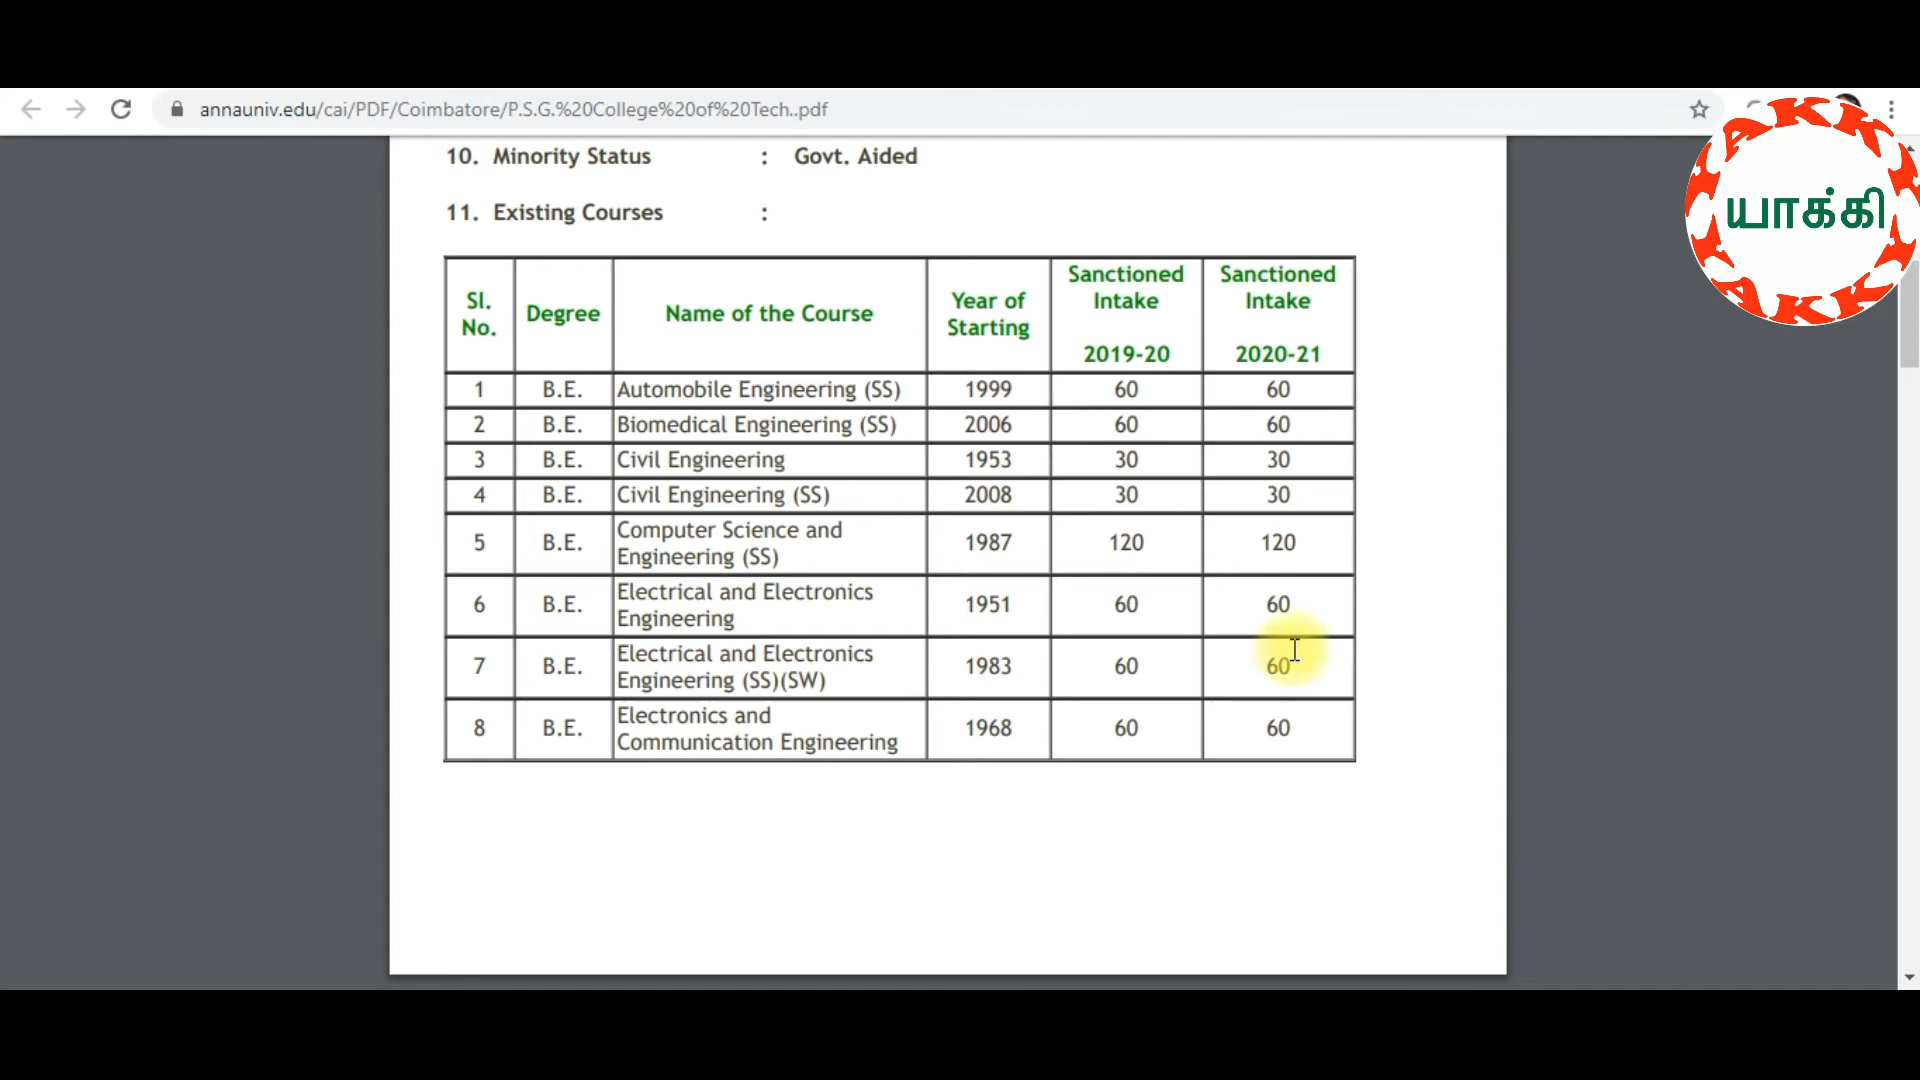 annauniv.edu/cai/PDF/Coimbatore/P.S.G.%20College%20of%20Tech..pdf
AKK AKK
யாக்கி
AKK AKK
10. Minority Status : Govt. Aided
11. Existing Courses :
Sl. No. Degree Name of the Course Year of Starting Sanctioned Intake 2019-20 Sanctioned Intake 2020-21
1 B.E. Automobile Engineering (SS) 1999 60 60
2 B.E. Biomedical Engineering (SS) 2006 60 60
3 B.E. Civil Engineering 1953 30 30
4 B.E. Civil Engineering (SS) 2008 30 30
5 B.E. Computer Science and Engineering (SS) 1987 120 120
6 B.E. Electrical and Electronics Engineering 1951 60 60
7 B.E. Electrical and Electronics Engineering (SS)(SW) 1983 60 60
8 B.E. Electronics and Communication Engineering 1968 60 60